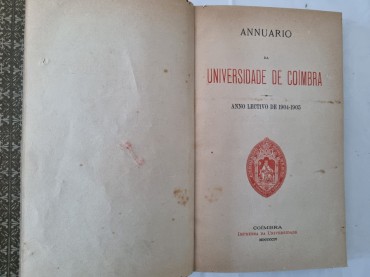 ANNUARIO
DA
UNIVERSIDADE DE COIMBRA
ANNO LECTIVO DE 1904-1905
COIMBRA
IMPRENSA DA UNIVERSIDADE